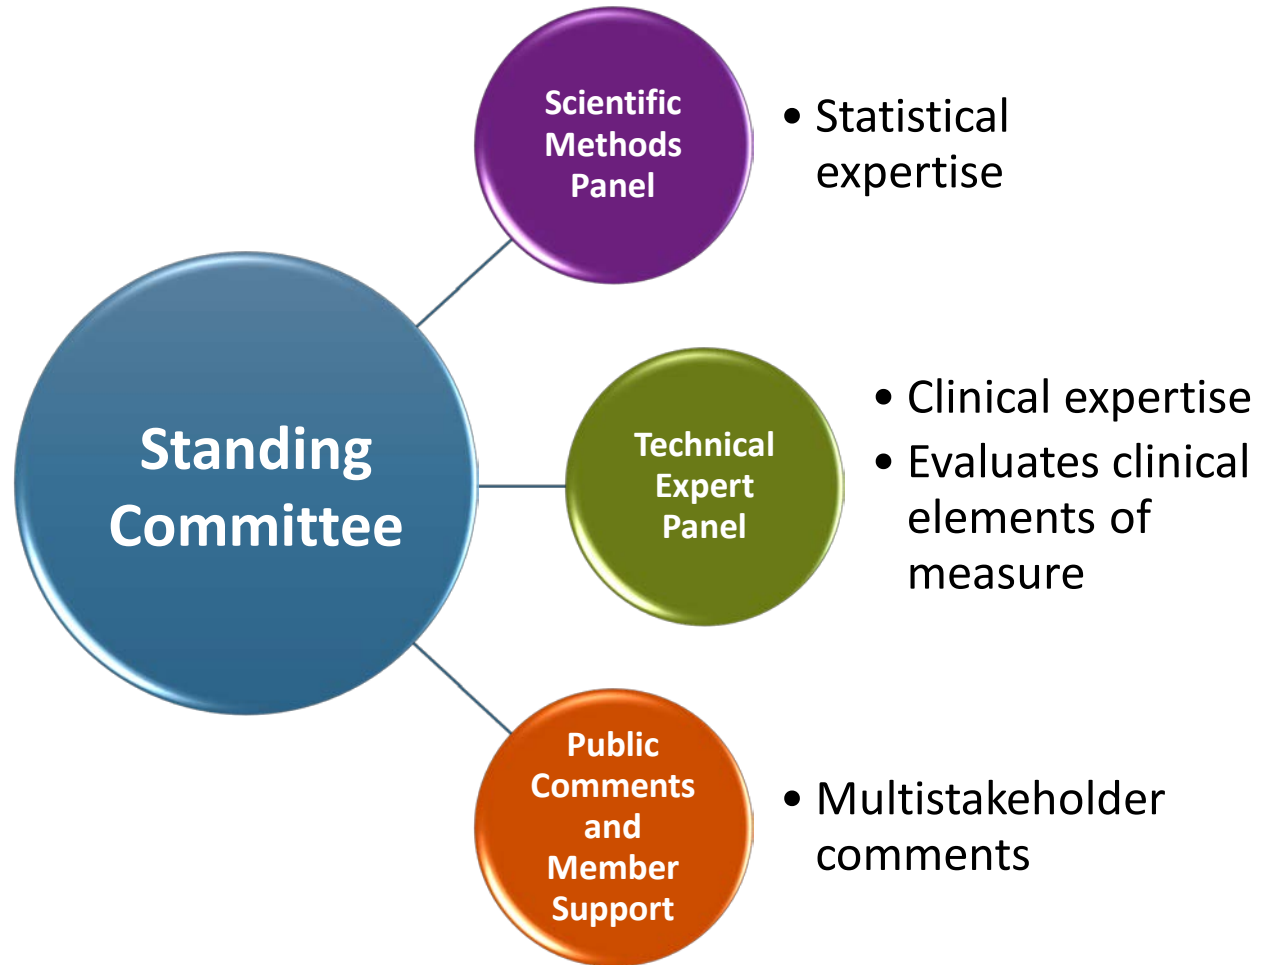 Standing
Committee
Scientific
Methods
Panel
• Statistical
expertise
Technical
Expert
Panel
• Clinical expertise
• Evaluates clinical
elements of
measure
Public
Comments
and
Member
Support
• Multistakeholder
comments